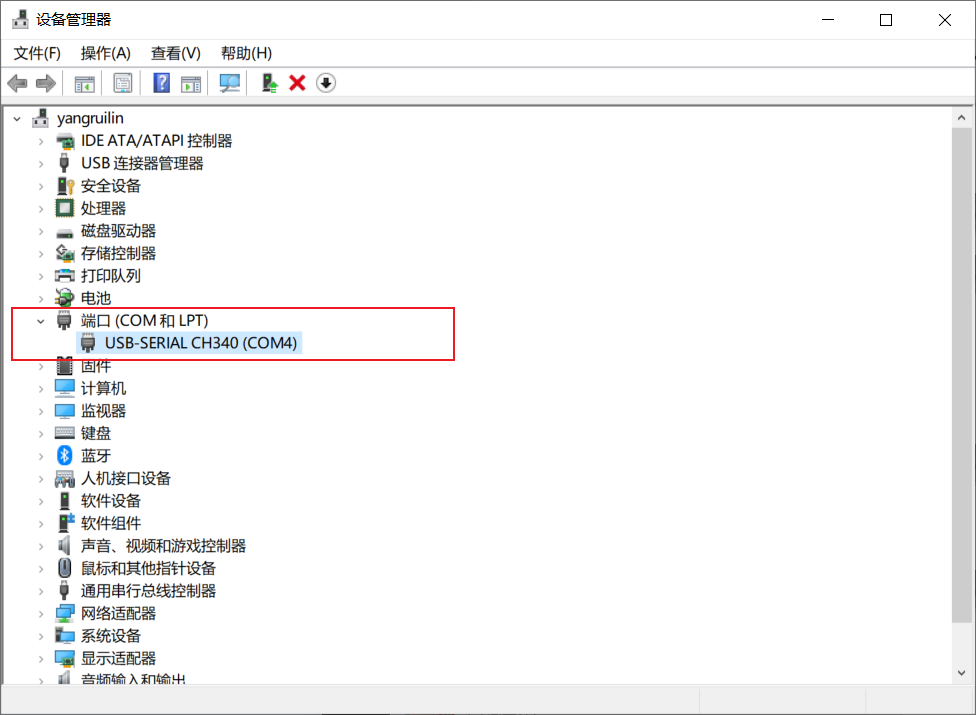 设备管理器
文件(F) 操作(A) 查看(V) 帮助(H)
yangruilin
IDE ATA/ATAPI 控制器
USB 连接器管理器
安全设备
处理器
磁盘驱动器
存储控制器
打印队列
电池
端口 (COM 和 LPT)
USB-SERIAL CH340 (COM4)
固件
计算机
监视器
键盘
蓝牙
人机接口设备
软件设备
软件组件
声音、视频和游戏控制器
鼠标和其他指针设备
通用串行总线控制器
网络适配器
系统设备
显示适配器
音频输入和输出